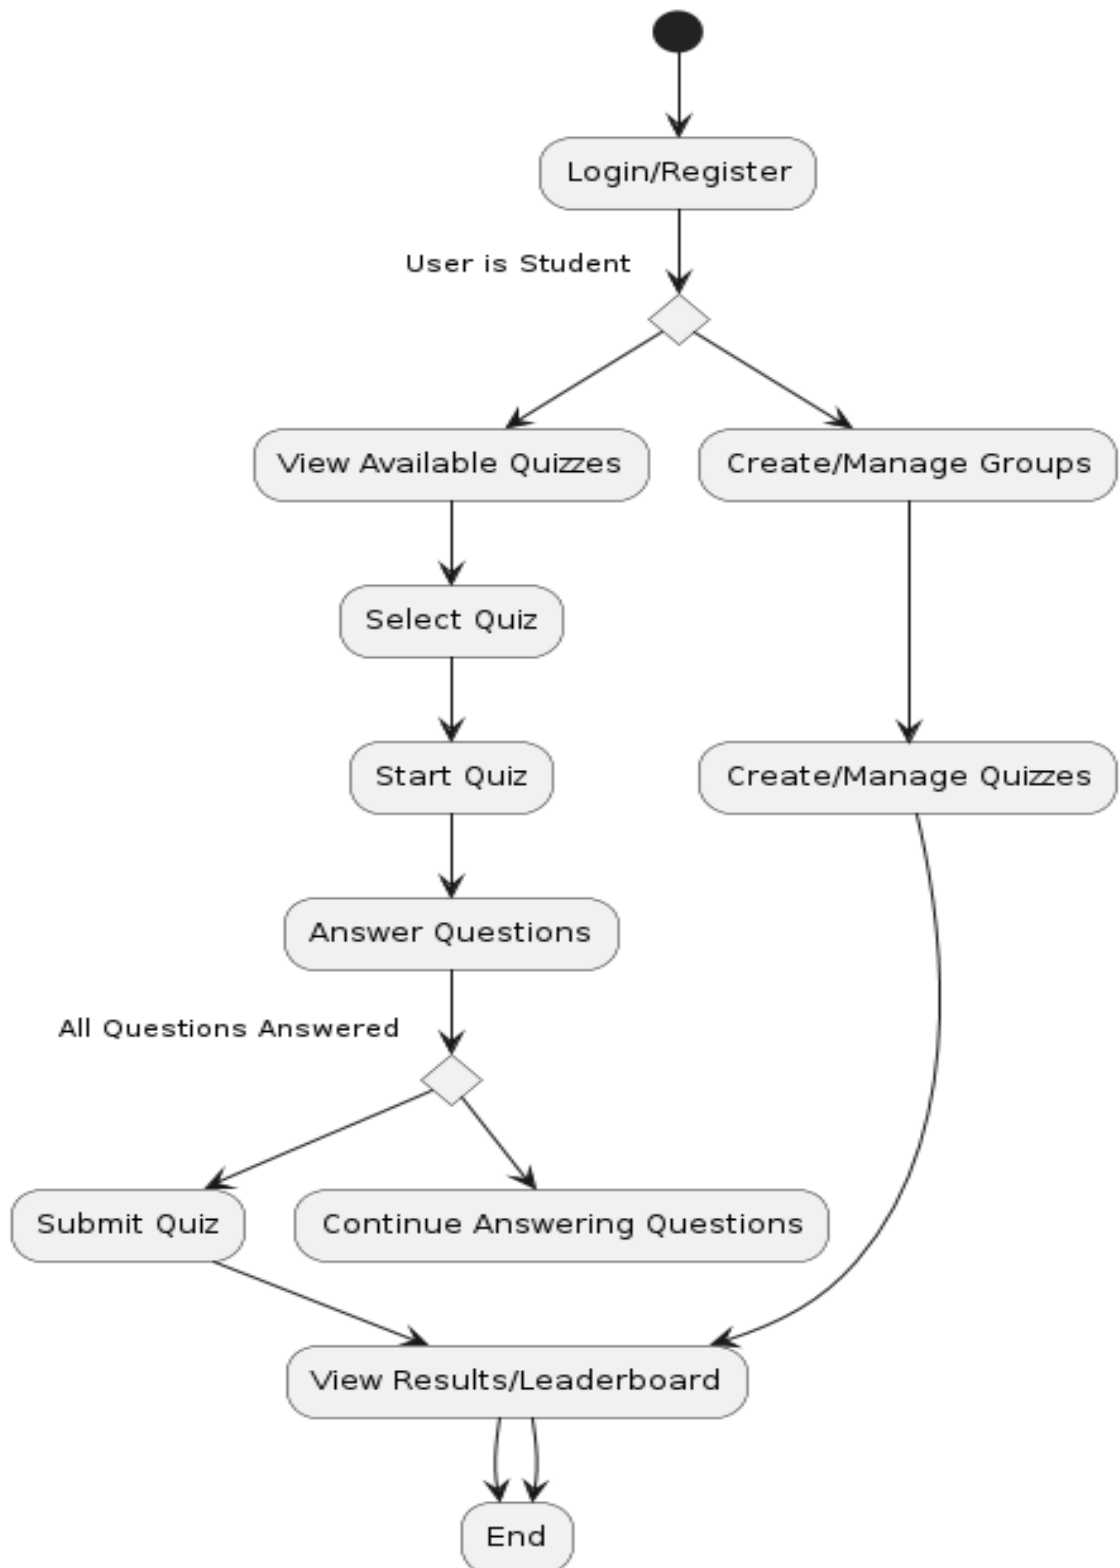 Login/Register
User is Student
View Available Quizzes
Create/Manage Groups
Select Quiz
Start Quiz
Create/Manage Quizzes
Answer Questions
All Questions Answered
Submit Quiz
Continue Answering Questions
View Results/Leaderboard
End